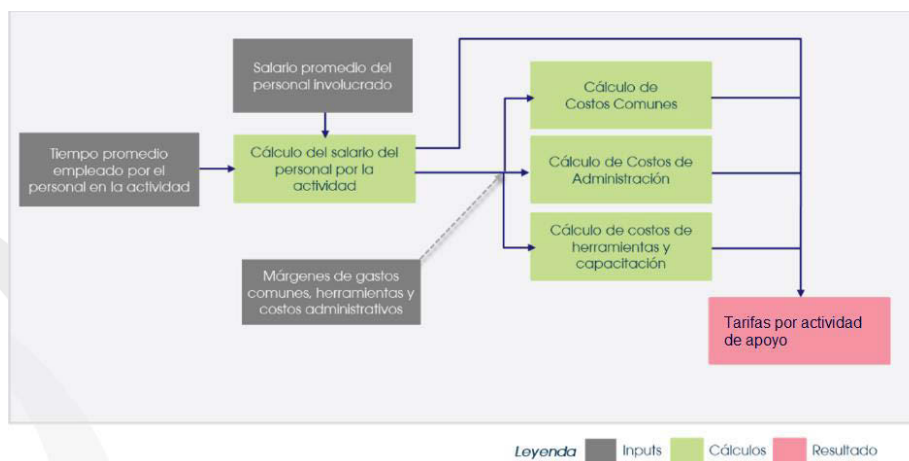 Salario promedio del
personal involucrado
Cálculo de
Costos Comunes
Tiempo promedio
empleado por el
personal en la actividad
Cálculo del salario del
personal por la
actividad
Cálculo de Costos de
Administración
Cálculo de costos de
herramientas y
capacitación
Márgenes de gastos
comunes, herramientas y
costos administrativos
Tarifas por actividad
de apoyo
Leyenda Inputs Cálculos Resultado